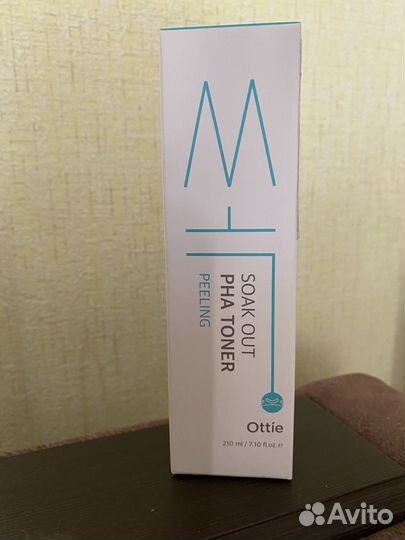 SOAK OUT
PHA TONER
PEELING
Ottie
210 ml / 7.10 fl.oz. ℮
Avito